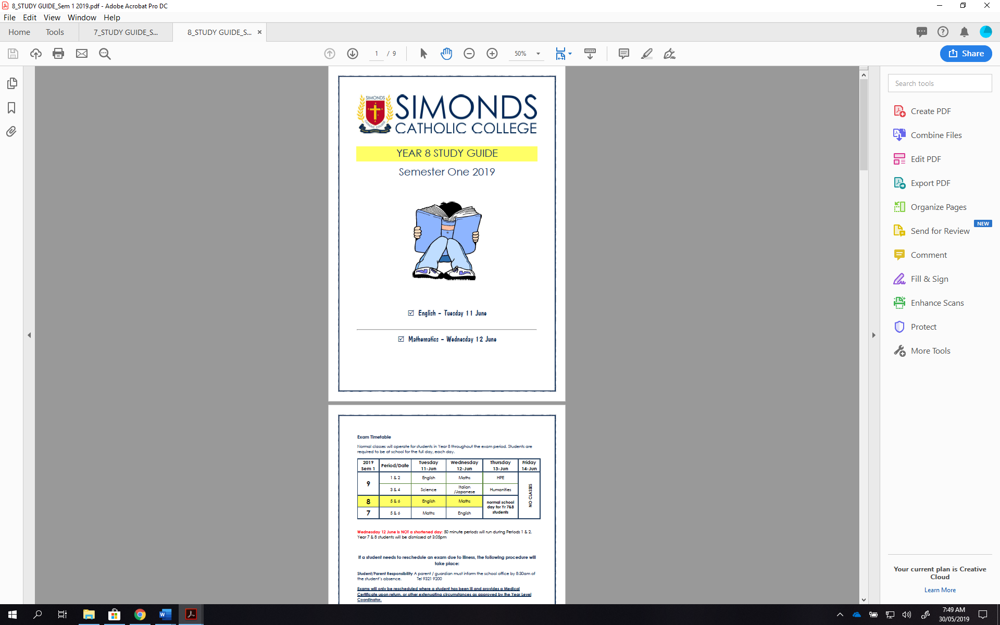 8_STUDY GUIDE_Sem 1 2019.pdf - Adobe Acrobat Pro DC
File Edit View Window Help
Home Tools 7_STUDY GUIDE_S... 8_STUDY GUIDE_S... ×
1 / 9 50% Share
SIMONDS
SIMONDS
CATHOLIC COLLEGE
YEAR 8 STUDY GUIDE
Semester One 2019
☑ English - Tuesday 11 June
☑ Mathematics - Wednesday 12 June
Exam Timetable
Normal classes will operate for students in Year 8 throughout the exam period. Students are
required to be at school for the full day, each day.
2019 Sem 1 Period/Date Tuesday 11-Jun Wednesday 12-Jun Thursday 13-Jun Friday 14-Jun
9 1 & 2 English Maths HPE NO CLASSES
3 & 4 Science Italian /Japanese Humanities
8 5 & 6 English Maths normal school day for Yr 7&8 students
7 5 & 6 Maths English
Wednesday 12 June is NOT a shortened day: 50 minute periods will run during Periods 1 & 2.
Year 7 & 8 students will be dismissed at 3:05pm
If a student needs to reschedule an exam due to illness, the following procedure will
take place:
Student/Parent Responsibility A parent / guardian must inform the school office by 8:30am of
the student's absence. Tel 9321 9200
Exams will only be rescheduled where a student has been ill and provides a Medical
Certificate upon return, or other extenuating circumstances as approved by the Year Level
Coordinator.
Search tools
Create PDF
Combine Files
Edit PDF
Export PDF
Organize Pages
Send for Review NEW
Comment
Fill & Sign
Enhance Scans
Protect
More Tools
Your current plan is Creative
Cloud
Learn More
7:49 AM
30/05/2019